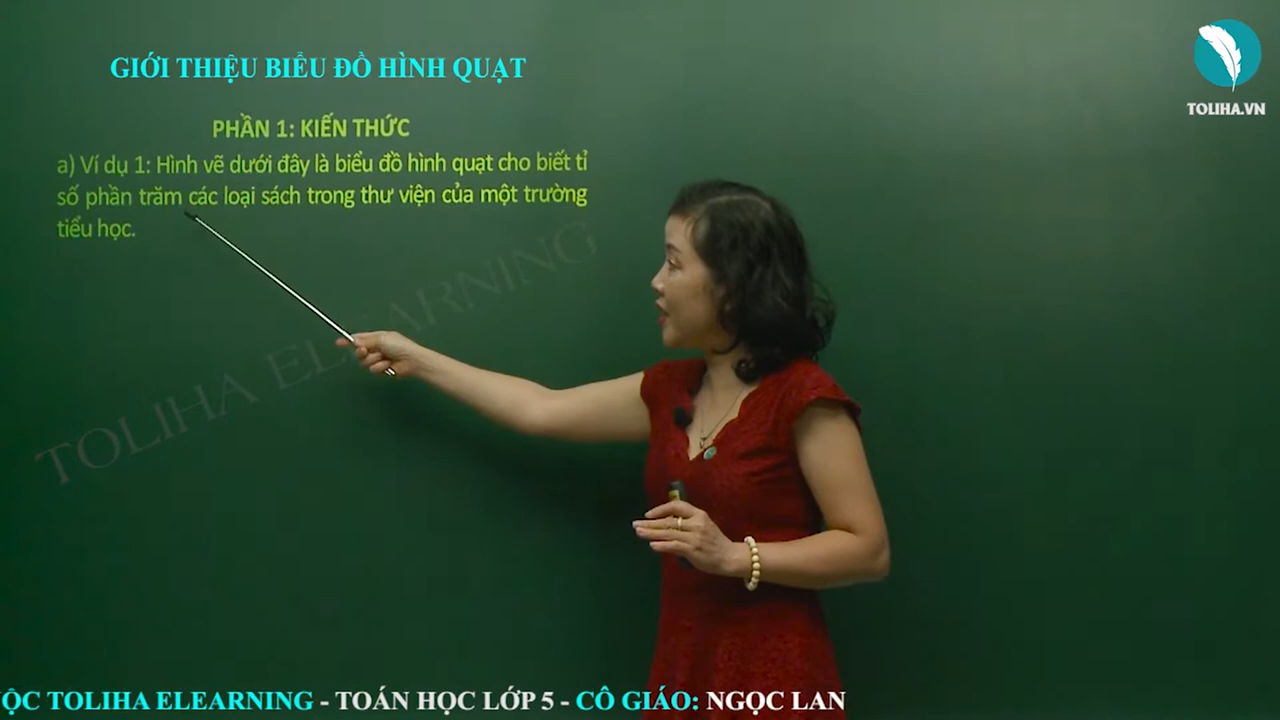 GIỚI THIỆU BIỂU ĐỒ HÌNH QUẠT
TOLIHA.VN
PHẦN 1: KIẾN THỨC
a) Ví dụ 1: Hình vẽ dưới đây là biểu đồ hình quạt cho biết tỉ
số phần trăm các loại sách trong thư viện của một trường
tiểu học.
TOLIHA ELEARNING
TOLIHA ELEARNING - TOÁN HỌC LỚP 5 - CÔ GIÁO: NGỌC LAN